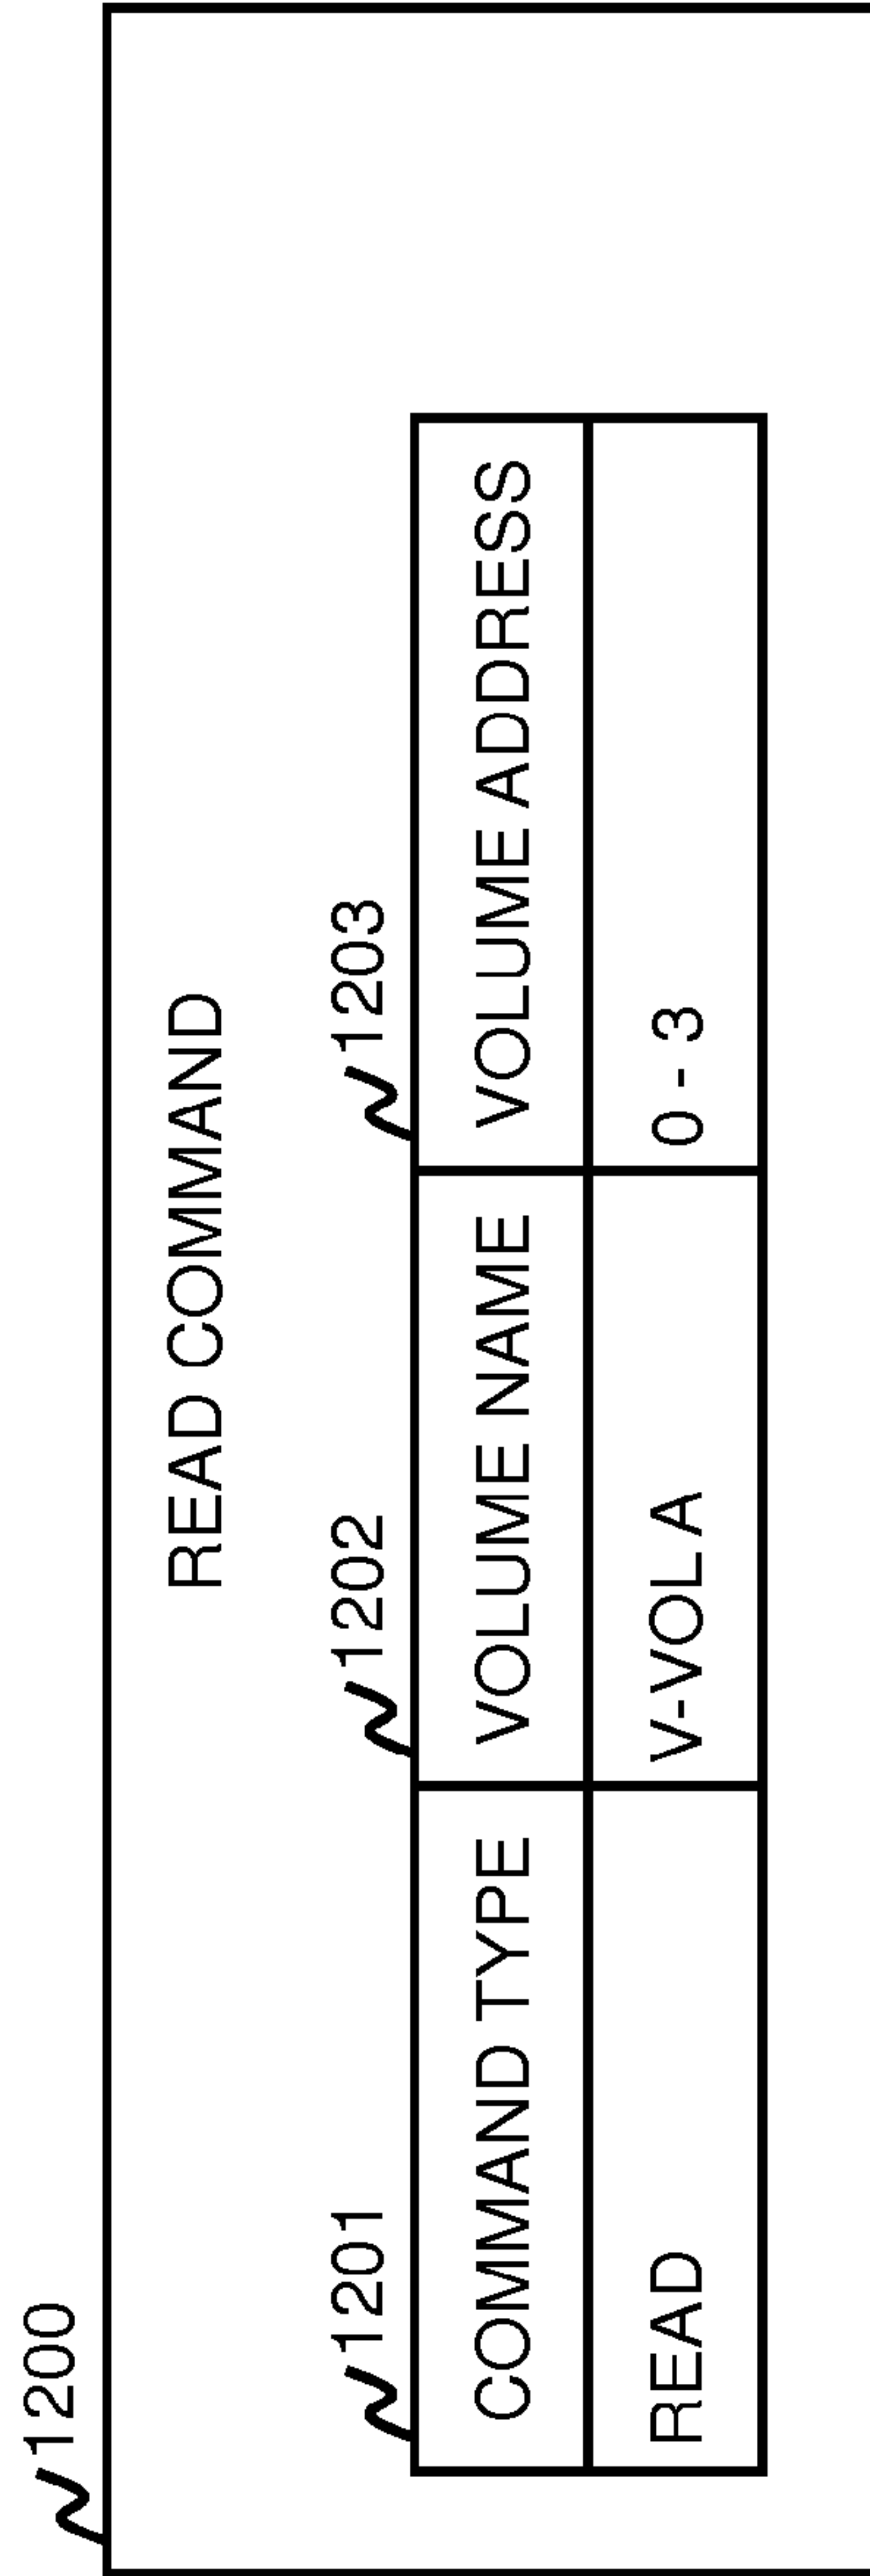 1200
READ COMMAND
1201 1202 1203
COMMAND TYPE VOLUME NAME VOLUME ADDRESS
READ V-VOL A 0 - 3